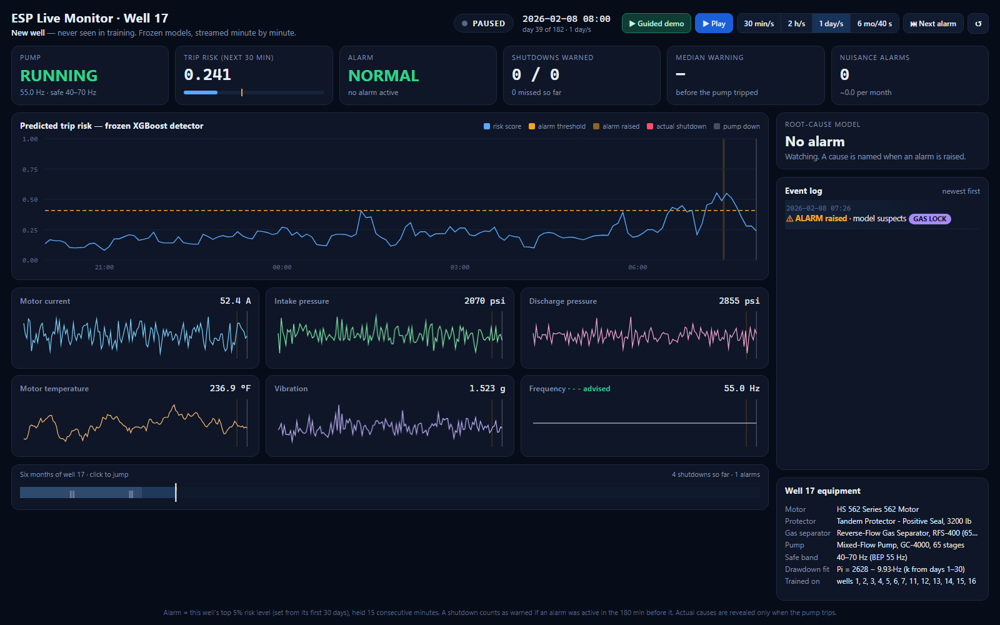 ESP Live Monitor · Well 17
New well — never seen in training. Frozen models, streamed minute by minute.
PAUSED
2026-02-08 08:00
day 39 of 182 · 1 day/s
▶ Guided demo
▶ Play
30 min/s
2 h/s
1 day/s
6 mo/40 s
⏭ Next alarm
↺
PUMP
RUNNING
55.0 Hz · safe 40–70 Hz
TRIP RISK (NEXT 30 MIN)
0.241
ALARM
NORMAL
no alarm active
SHUTDOWNS WARNED
0 / 0
0 missed so far
MEDIAN WARNING
—
before the pump tripped
NUISANCE ALARMS
0
~0.0 per month
Predicted trip risk — frozen XGBoost detector
risk score
alarm threshold
alarm raised
actual shutdown
pump down
1.00
0.75
0.50
0.25
0.00
21:00
00:00
03:00
06:00
ROOT-CAUSE MODEL
No alarm
Watching. A cause is named when an alarm is raised.
Event log
newest first
2026-02-08 07:26
⚠ ALARM raised · model suspects GAS LOCK
Motor current
52.4 A
Intake pressure
2070 psi
Discharge pressure
2855 psi
Motor temperature
236.9 °F
Vibration
1.523 g
Frequency · - - advised
55.0 Hz
Six months of well 17 · click to jump
4 shutdowns so far · 1 alarms
Well 17 equipment
Motor HS 562 Series 562 Motor
Protector Tandem Protector - Positive Seal, 3200 lb
Gas separator Reverse-Flow Gas Separator, RFS-400 (65...
Pump Mixed-Flow Pump, GC-4000, 65 stages
Safe band 40–70 Hz (BEP 55 Hz)
Drawdown fit Pi = 2628 − 9.93·Hz (k from days 1–30)
Trained on wells 1, 2, 3, 4, 5, 6, 7, 11, 12, 13, 14, 15, 16
Alarm = this well's top 5% risk level (set from its first 30 days), held 15 consecutive minutes. A shutdown counts as warned if an alarm was active in the 180 min before it. Actual causes are revealed only when the pump trips.